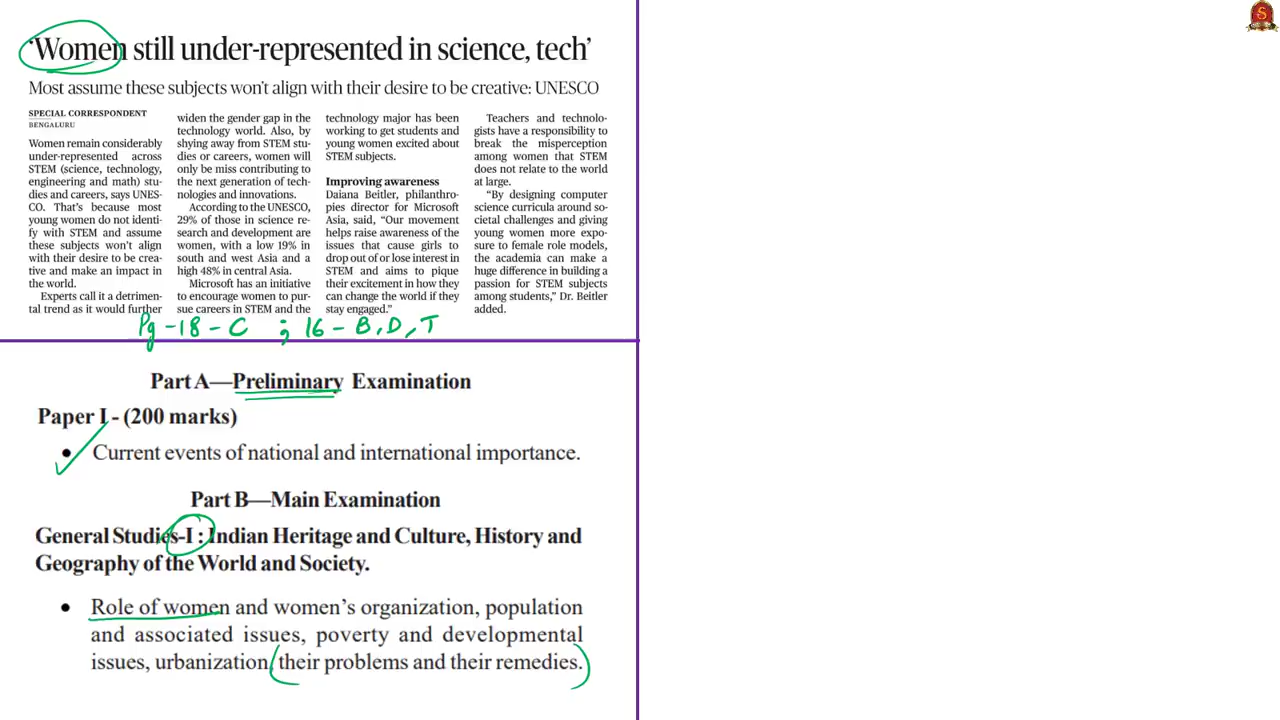 ‘Women still under-represented in science, tech’
Most assume these subjects won’t align with their desire to be creative: UNESCO
SPECIAL CORRESPONDENT
BENGALURU
Women remain considerably
under-represented across
STEM (science, technology,
engineering and math) stu-
dies and careers, says UNES-
CO. That’s because most
young women do not identi-
fy with STEM and assume
these subjects won’t align
with their desire to be crea-
tive and make an impact in
the world.
Experts call it a detrimen-
tal trend as it would further
widen the gender gap in the
technology world. Also, by
shying away from STEM stu-
dies or careers, women will
only be miss contributing to
the next generation of tech-
nologies and innovations.
According to the UNESCO,
29% of those in science re-
search and development are
women, with a low 19% in
south and west Asia and a
high 48% in central Asia.
Microsoft has an initiative
to encourage women to pur-
sue careers in STEM and the
technology major has been
working to get students and
young women excited about
STEM subjects.
Improving awareness
Daiana Beitler, philanthro-
pies director for Microsoft
Asia, said, “Our movement
helps raise awareness of the
issues that cause girls to
drop out of or lose interest in
STEM and aims to pique
their excitement in how they
can change the world if they
stay engaged.”
Teachers and technolo-
gists have a responsibility to
break the misperception
among women that STEM
does not relate to the world
at large.
“By designing computer
science curricula around so-
cietal challenges and giving
young women more expo-
sure to female role models,
the academia can make a
huge difference in building a
passion for STEM subjects
among students,” Dr. Beitler
added.
Pg -18 - C ; 16 - B, D, T
Part A—Preliminary Examination
Paper I - (200 marks)
• Current events of national and international importance.
Part B—Main Examination
General Studies-I : Indian Heritage and Culture, History and
Geography of the World and Society.
• Role of women and women’s organization, population
and associated issues, poverty and developmental
issues, urbanization, their problems and their remedies.